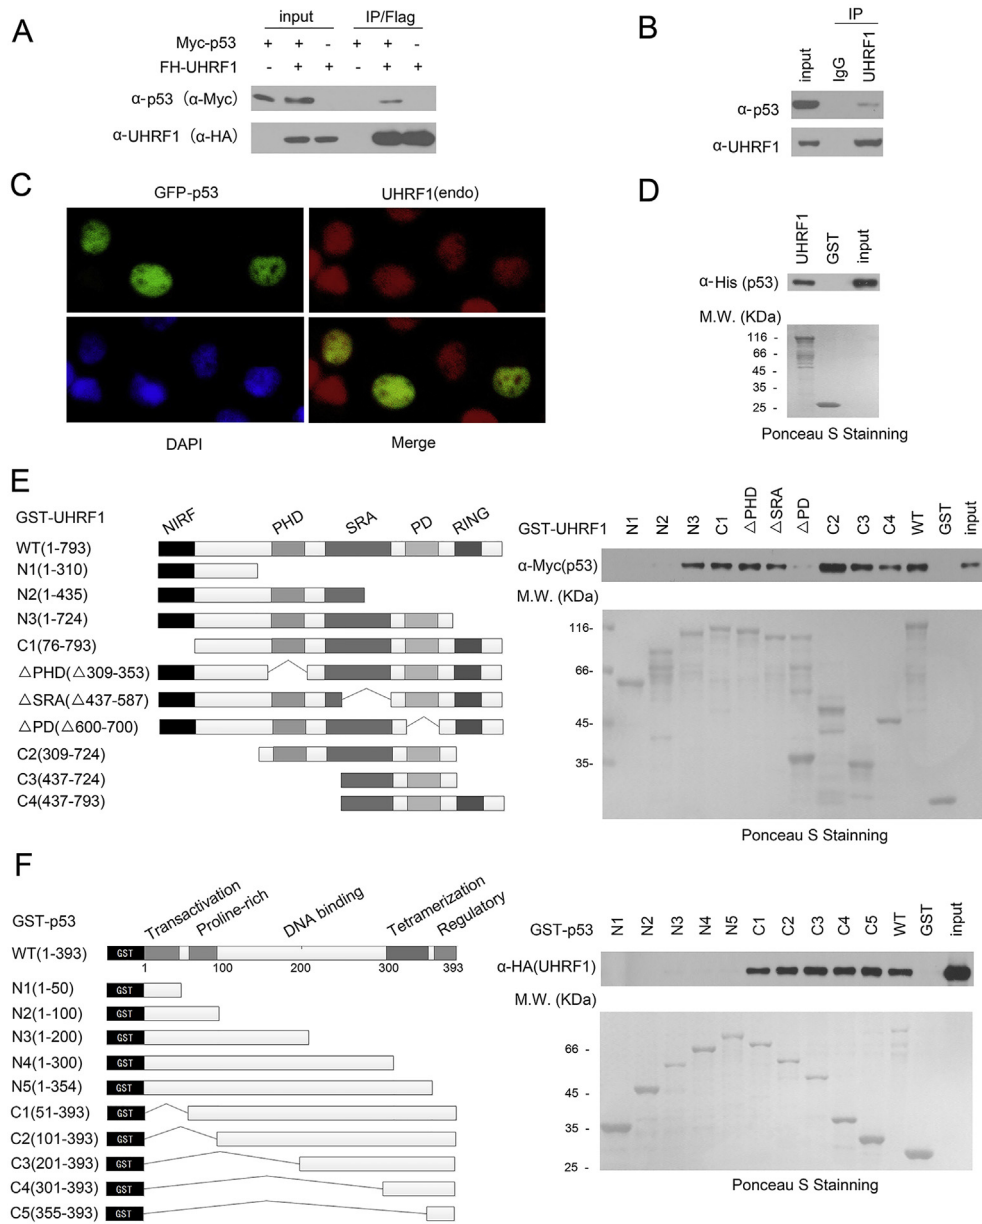 A
input IP/Flag
Myc-p53 + + - + + -
FH-UHRF1 - + + - + +
α-p53 (α-Myc)
α-UHRF1 (α-HA)
B
IP
input IgG UHRF1
α-p53
α-UHRF1
C
GFP-p53 UHRF1(endo)
DAPI Merge
D
UHRF1 GST input
α-His (p53)
M.W. (KDa)
116 -
66 -
45 -
35 -
25 -
Ponceau S Stainning
E
GST-UHRF1
NIRF PHD SRA PD RING
WT(1-793)
N1(1-310)
N2(1-435)
N3(1-724)
C1(76-793)
△PHD(△309-353)
△SRA(△437-587)
△PD(△600-700)
C2(309-724)
C3(437-724)
C4(437-793)
GST-UHRF1 N1 N2 N3 C1 △PHD △SRA △PD C2 C3 C4 WT GST input
α-Myc(p53)
M.W. (KDa)
116-
66-
45-
35-
Ponceau S Stainning
F
GST-p53
Transactivation Proline-rich DNA binding Tetramerization Regulatory
WT(1-393) GST
1 100 200 300 393
N1(1-50) GST
N2(1-100) GST
N3(1-200) GST
N4(1-300) GST
N5(1-354) GST
C1(51-393) GST
C2(101-393) GST
C3(201-393) GST
C4(301-393) GST
C5(355-393) GST
GST-p53 N1 N2 N3 N4 N5 C1 C2 C3 C4 C5 WT GST input
α-HA(UHRF1)
M.W. (KDa)
66 -
45 -
35 -
25 -
Ponceau S Stainning